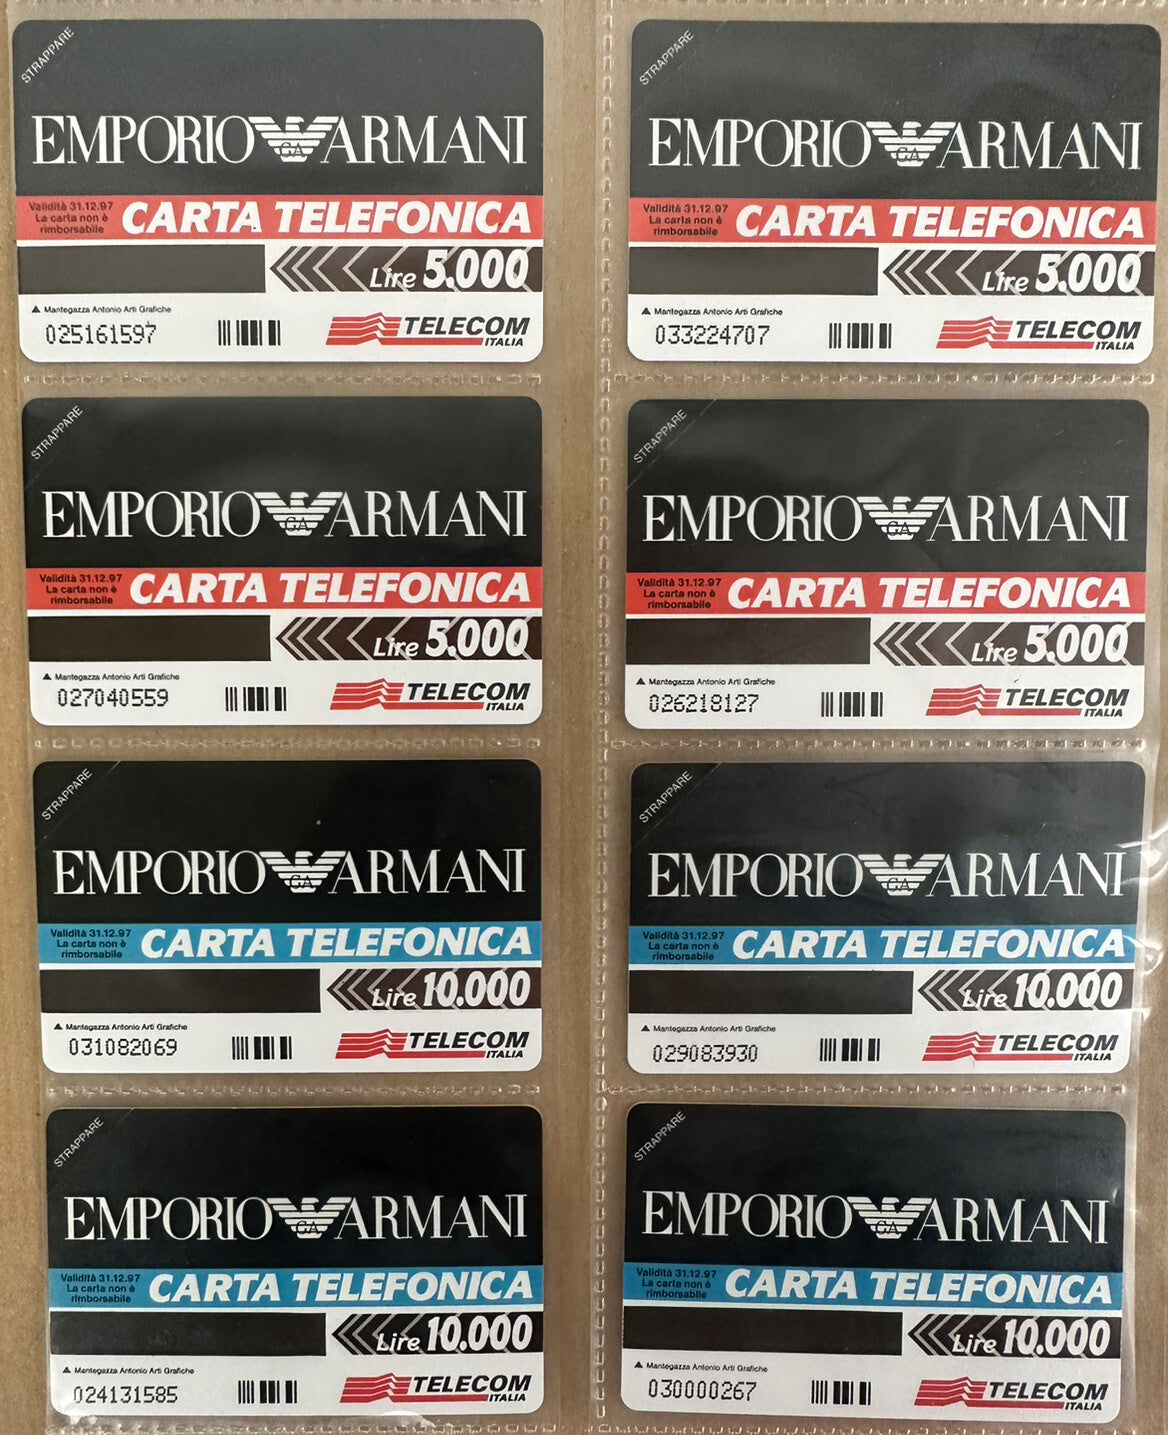 STRAPPARE
EMPORIO GA ARMANI
Validità 31.12.97
La carta non è
rimborsabile
CARTA TELEFONICA
Lire 5.000
Mantegazza Antonio Arti Grafiche
025161597
TELECOM
ITALIA
STRAPPARE
EMPORIO GA ARMANI
Validità 31.12.97
La carta non è
rimborsabile
CARTA TELEFONICA
Lire 5.000
Mantegazza Antonio Arti Grafiche
033224707
TELECOM
ITALIA
STRAPPARE
EMPORIO GA ARMANI
Validità 31.12.97
La carta non è
rimborsabile
CARTA TELEFONICA
Lire 5.000
Mantegazza Antonio Arti Grafiche
027040559
TELECOM
ITALIA
STRAPPARE
EMPORIO GA ARMANI
Validità 31.12.97
La carta non è
rimborsabile
CARTA TELEFONICA
Lire 5.000
Mantegazza Antonio Arti Grafiche
026218127
TELECOM
ITALIA
STRAPPARE
EMPORIO GA ARMANI
Validità 31.12.97
La carta non è
rimborsabile
CARTA TELEFONICA
Lire 10.000
Mantegazza Antonio Arti Grafiche
031082069
TELECOM
ITALIA
STRAPPARE
EMPORIO GA ARMANI
Validità 31.12.97
La carta non è
rimborsabile
CARTA TELEFONICA
Lire 10.000
Mantegazza Antonio Arti Grafiche
029083930
TELECOM
ITALIA
STRAPPARE
EMPORIO GA ARMANI
Validità 31.12.97
La carta non è
rimborsabile
CARTA TELEFONICA
Lire 10.000
Mantegazza Antonio Arti Grafiche
024131585
TELECOM
ITALIA
STRAPPARE
EMPORIO GA ARMANI
Validità 31.12.97
La carta non è
rimborsabile
CARTA TELEFONICA
Lire 10.000
Mantegazza Antonio Arti Grafiche
030000267
TELECOM
ITALIA